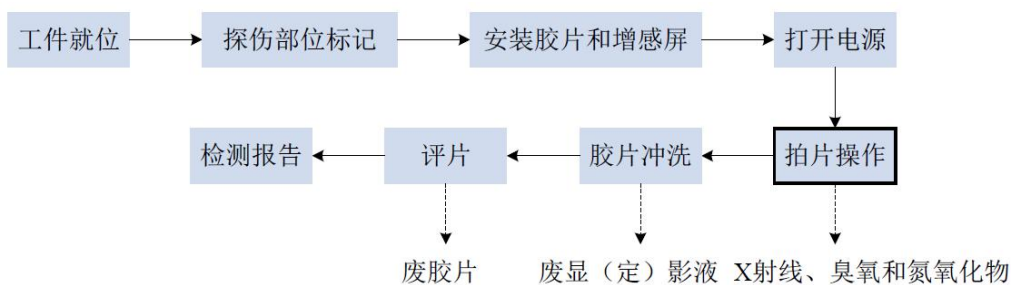 工件就位
探伤部位标记
安装胶片和增感屏
打开电源
检测报告
评片
胶片冲洗
拍片操作
废胶片
废显（定）影液
X射线、臭氧和氮氧化物